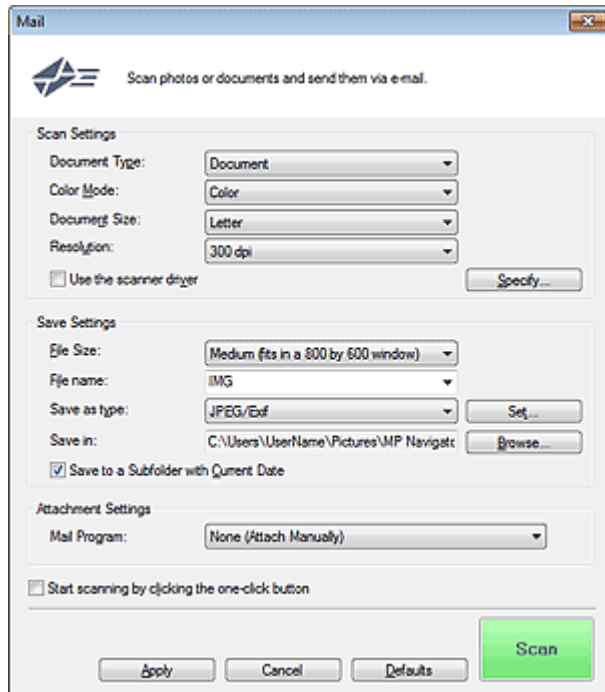 Mail
Scan photos or documents and send them via e-mail.
Scan Settings
Document Type: Document
Color Mode: Color
Document Size: Letter
Resolution: 300 dpi
Use the scanner driver Specify...
Save Settings
File Size: Medium (fits in a 800 by 600 window)
File name: IMG
Save as type: JPEG/Exif Set...
Save in: C:\Users\UserName\Pictures\MP Navigato Browse...
Save to a Subfolder with Current Date
Attachment Settings
Mail Program: None (Attach Manually)
Start scanning by clicking the one-click button
Scan
Apply Cancel Defaults